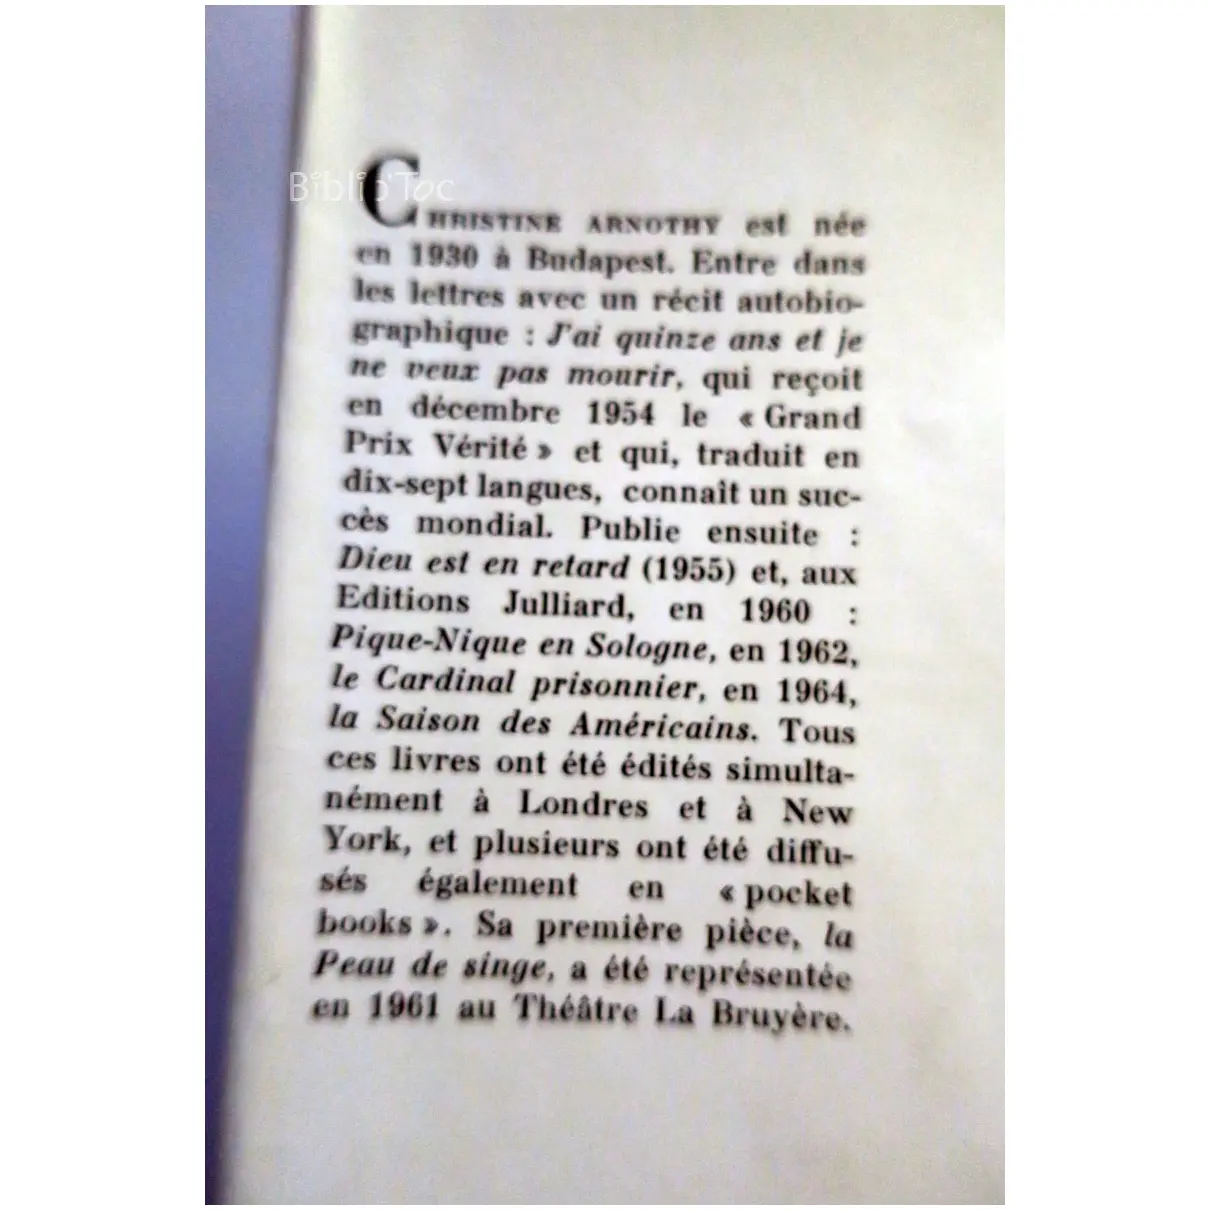 Biblio'Toc
CHRISTINE ARNOTHY est née
en 1930 à Budapest. Entre dans
les lettres avec un récit autobio-
graphique : J'ai quinze ans et je
ne veux pas mourir, qui reçoit
en décembre 1954 le « Grand
Prix Vérité » et qui, traduit en
dix-sept langues, connaît un suc-
cès mondial. Publie ensuite :
Dieu est en retard (1955) et, aux
Editions Julliard, en 1960 :
Pique-Nique en Sologne, en 1962,
le Cardinal prisonnier, en 1964,
la Saison des Américains. Tous
ces livres ont été édités simulta-
nément à Londres et à New
York, et plusieurs ont été diffu-
sés également en « pocket
books ». Sa première pièce, la
Peau de singe, a été représentée
en 1961 au Théâtre La Bruyère.